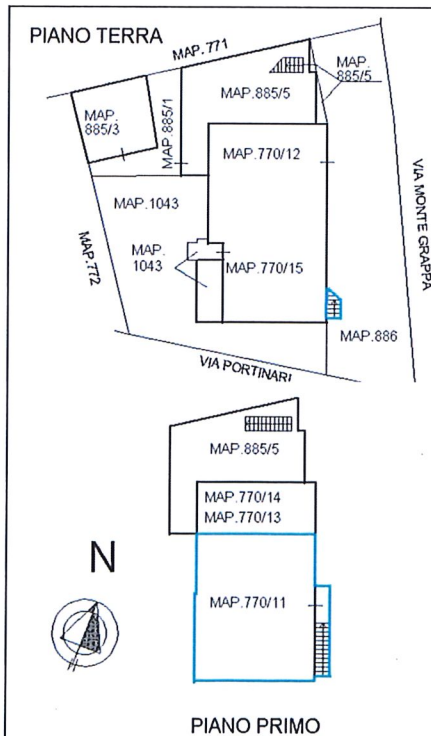 PIANO TERRA
MAP.771
MAP.
885/5
MAP.885/5
MAP.
885/3
MAP.885/1
MAP.770/12
VIA MONTE GRAPPA
MAP.1043
MAP.772
MAP.
1043
MAP.770/15
MAP.886
VIA PORTINARI
MAP.885/5
MAP.770/14
MAP.770/13
N
MAP.770/11
PIANO PRIMO